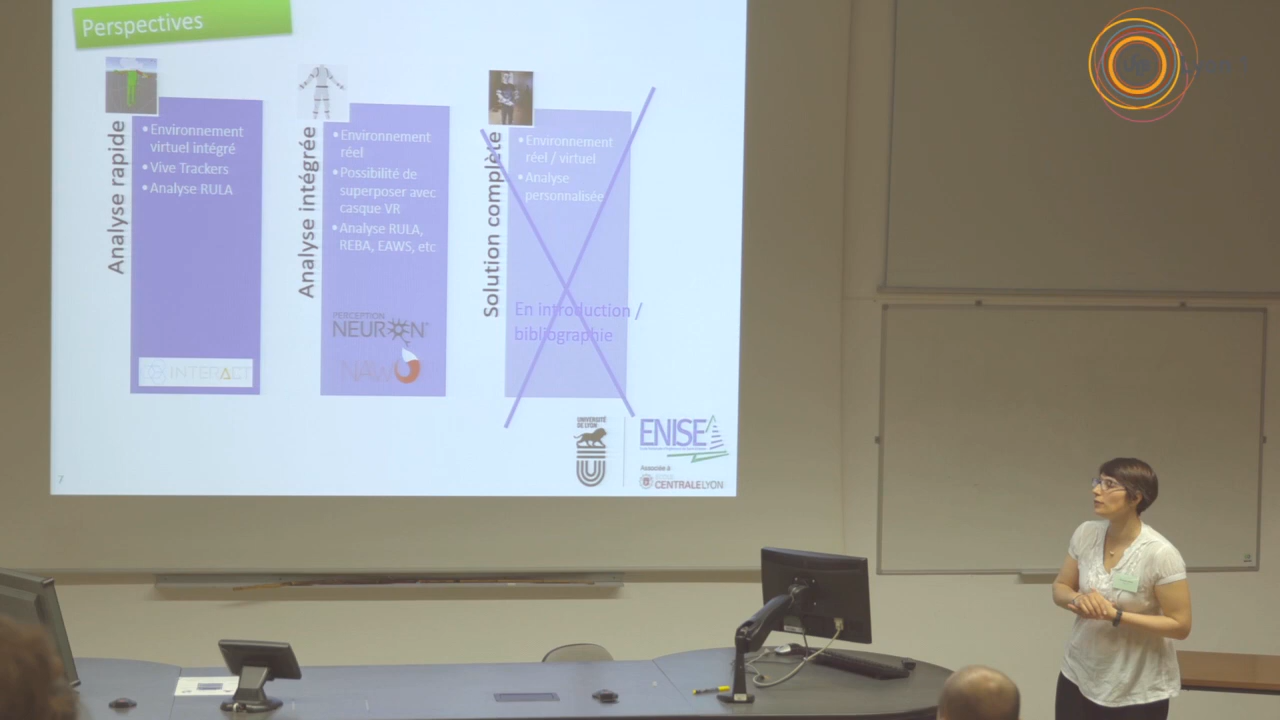 Perspectives
Analyse rapide
• Environnement
virtuel intégré
• Vive Trackers
• Analyse RULA
INTERACT
Analyse intégrée
• Environnement
réel
• Possibilité de
superposer avec
casque VR
• Analyse RULA,
REBA, EAWS, etc
PERCEPTION
NEURON
NAWO
Solution complète
• Environnement
réel / virtuel
• Analyse
personnalisée
En introduction /
bibliographie
UNIVERSITÉ
DE LYON
ENISE
Associée à
CENTRALELYON
7